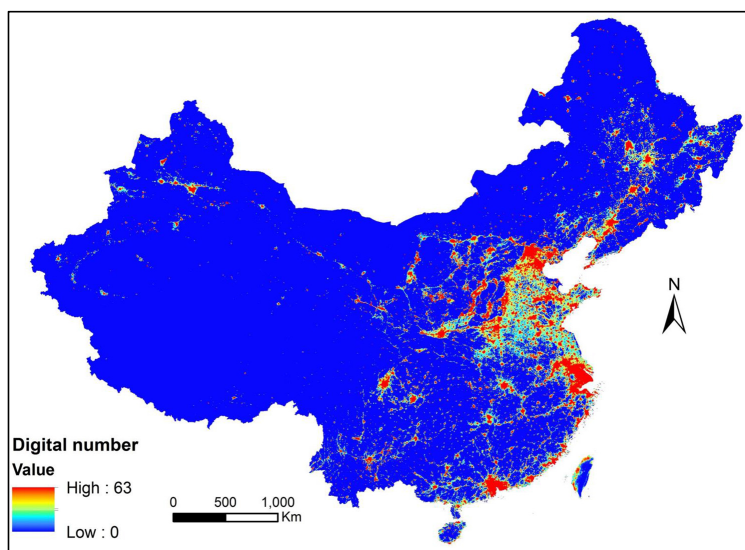 N
Digital number
Value
High : 63
Low : 0
0 500 1,000
Km